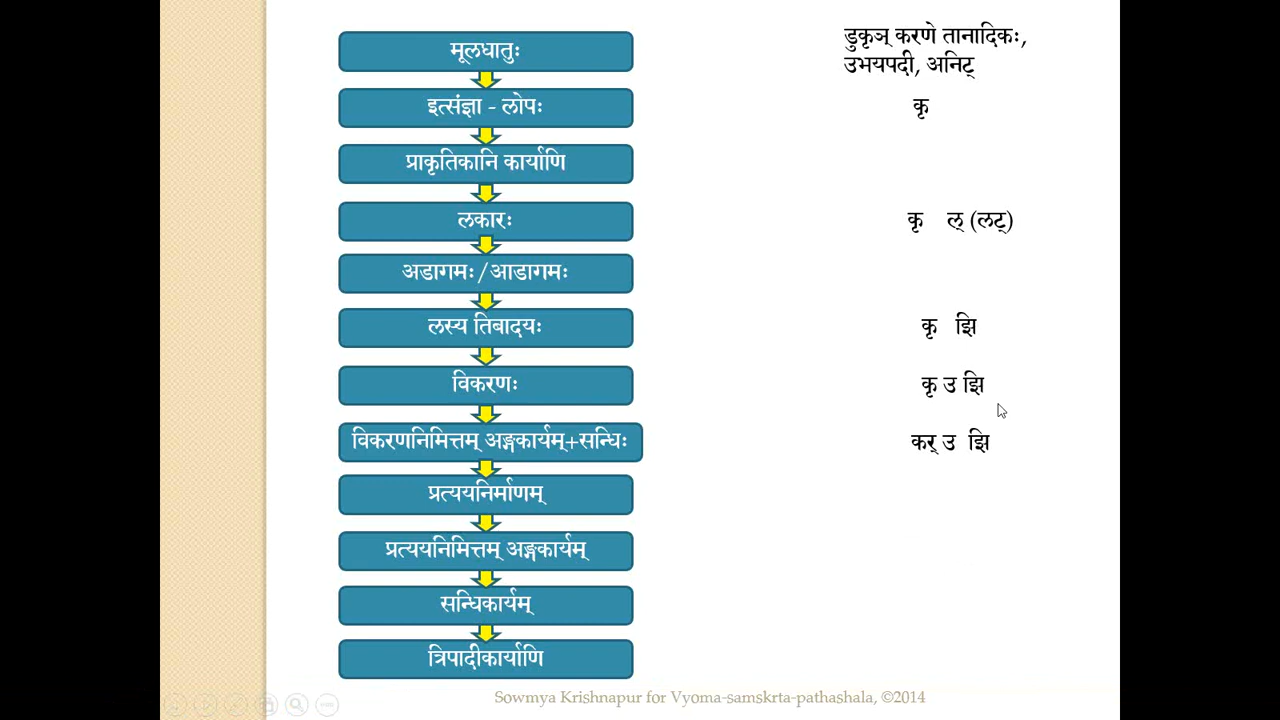 मूलधातुः
डुकृञ् करणे तानादिकः,
उभयपदी, अनिट्
इत्संज्ञा - लोपः
कृ
प्राकृतिकानि कार्याणि
लकारः
कृ ल् (लट्)
अडागमः/आडागमः
लस्य तिबादयः
कृ झि
विकरणः
कृ उ झि
विकरणनिमित्तम् अङ्गकार्यम्+सन्धिः
कर् उ झि
प्रत्ययनिर्माणम्
प्रत्ययनिमित्तम् अङ्गकार्यम्
सन्धिकार्यम्
त्रिपादीकार्याणि
Sowmya Krishnapur for Vyoma-samskrta-pathashala, ©2014